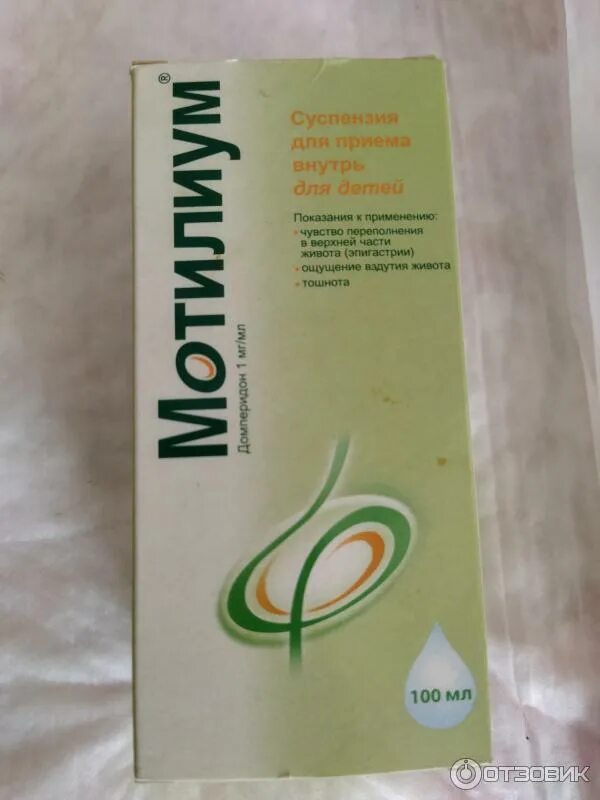 Мотилиум®
Домперидон 1 мг/мл
Суспензия
для приема
внутрь
для детей
Показания к применению:
• чувство переполнения
в верхней части
живота (эпигастрии)
• ощущение вздутия живота
• тошнота
100 мл
ОТЗОВИК